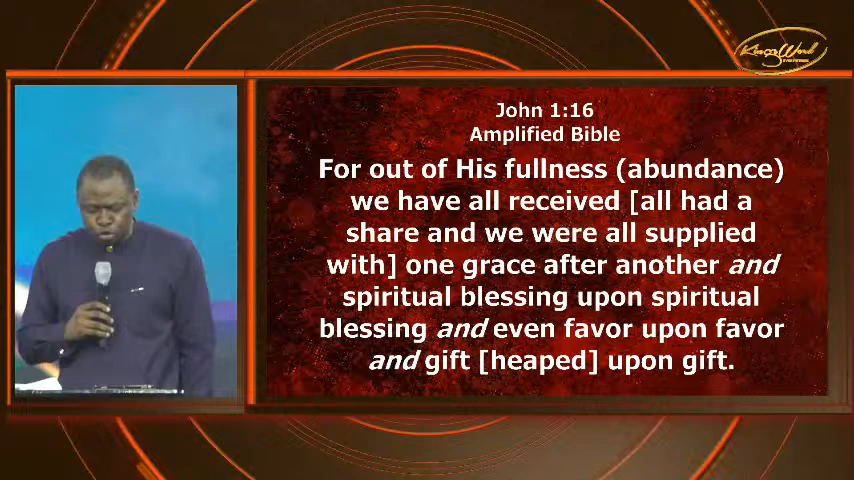 KingsWord
John 1:16
Amplified Bible
For out of His fullness (abundance)
we have all received [all had a
share and we were all supplied
with] one grace after another and
spiritual blessing upon spiritual
blessing and even favor upon favor
and gift [heaped] upon gift.